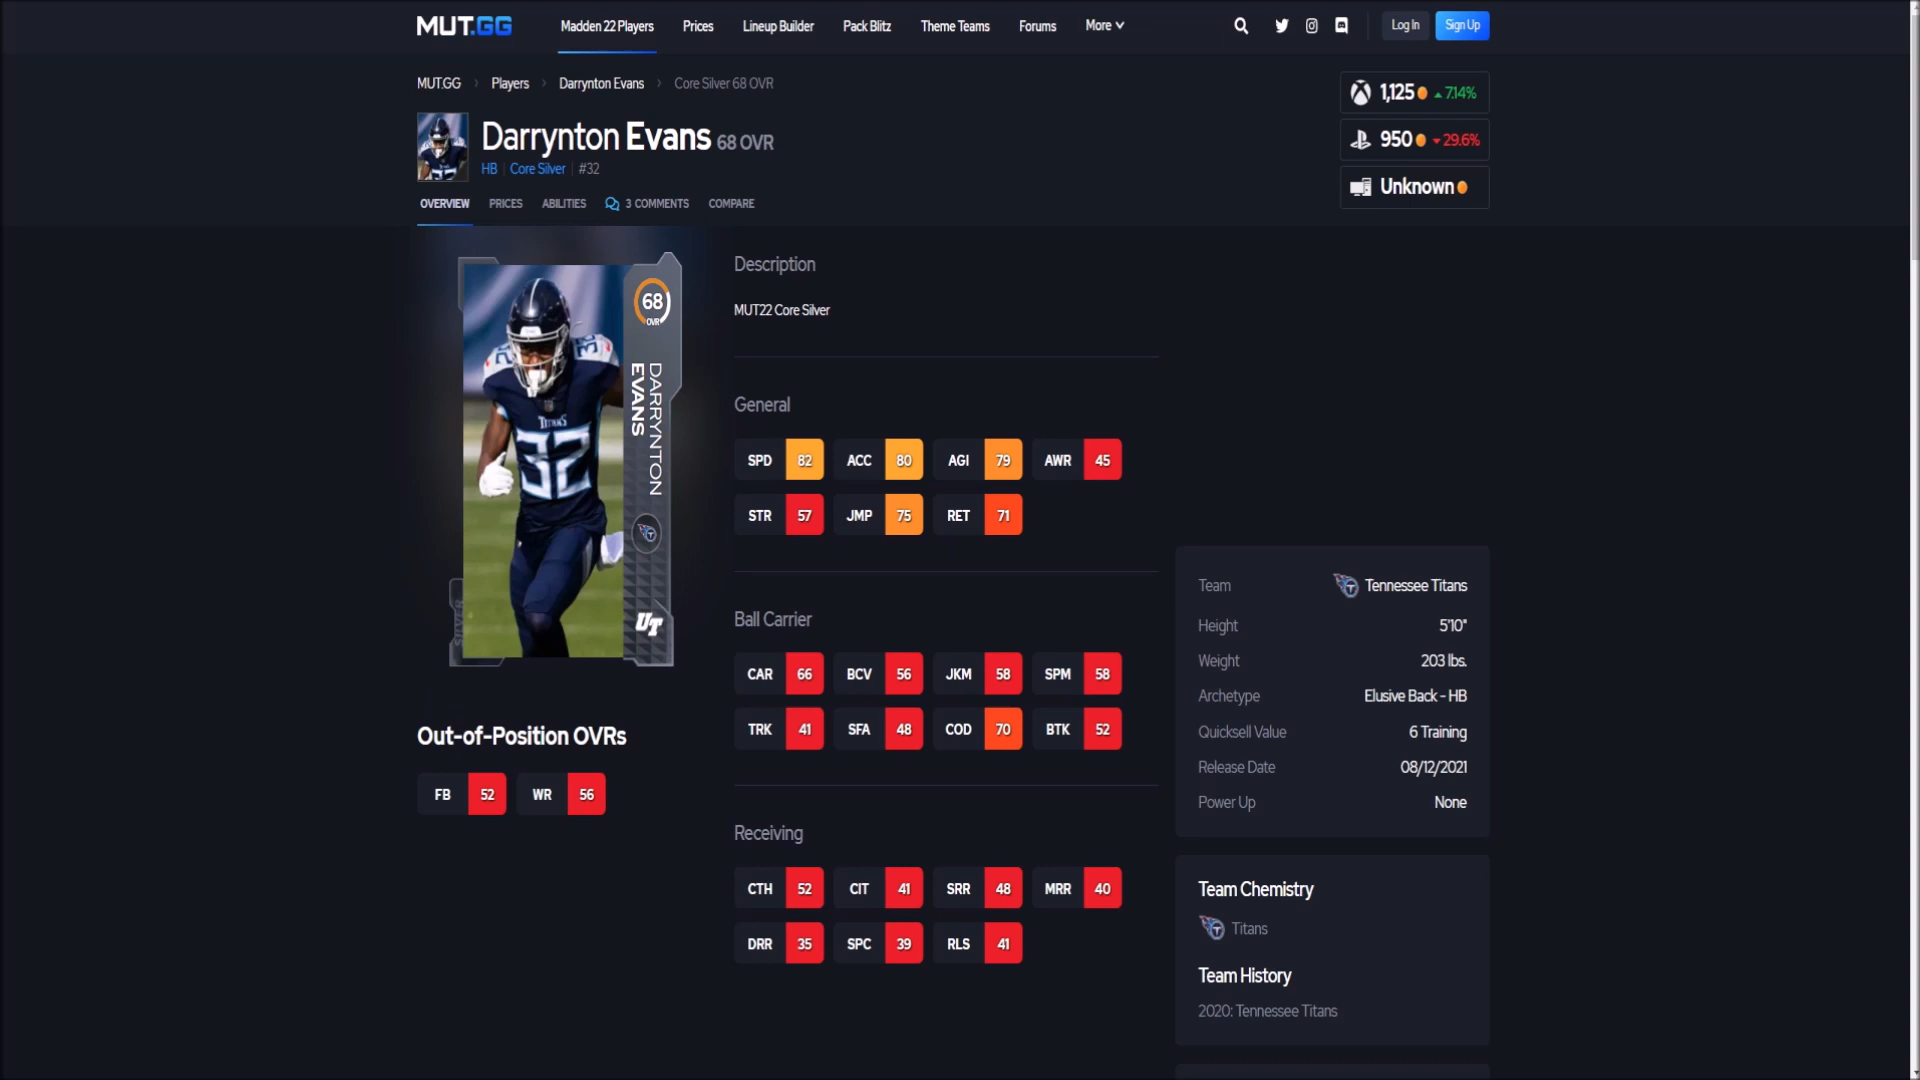 MUT.GG
Madden 22 Players
Prices
Lineup Builder
Pack Blitz
Theme Teams
Forums
More
Log In
Sign Up
MUT.GG
Players
Darrynton Evans
Core Silver 68 OVR
1,125 7.14%
950 29.6%
Unknown
Darrynton Evans 68 OVR
HB Core Silver #32
OVERVIEW
PRICES
ABILITIES
3 COMMENTS
COMPARE
68
OVR
DARRYNTON
EVANS
TITANS
32
UT
SILVER
Out-of-Position OVRs
FB 52 WR 56
Description
MUT22 Core Silver
General
SPD 82 ACC 80 AGI 79 AWR 45
STR 57 JMP 75 RET 71
Ball Carrier
CAR 66 BCV 56 JKM 58 SPM 58
TRK 41 SFA 48 COD 70 BTK 52
Receiving
CTH 52 CIT 41 SRR 48 MRR 40
DRR 35 SPC 39 RLS 41
Team Tennessee Titans
Height 5'10"
Weight 203 lbs.
Archetype Elusive Back - HB
Quicksell Value 6 Training
Release Date 08/12/2021
Power Up None
Team Chemistry
Titans
Team History
2020: Tennessee Titans